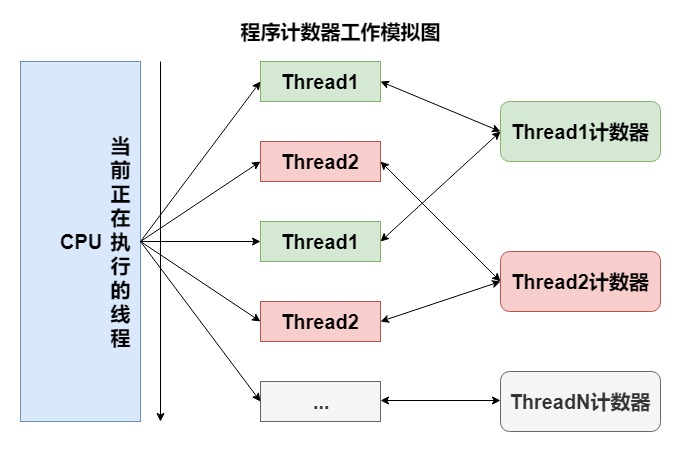 程序计数器工作模拟图
CPU
当前正在执行的线程
Thread1
Thread2
Thread1
Thread2
...
Thread1计数器
Thread2计数器
ThreadN计数器